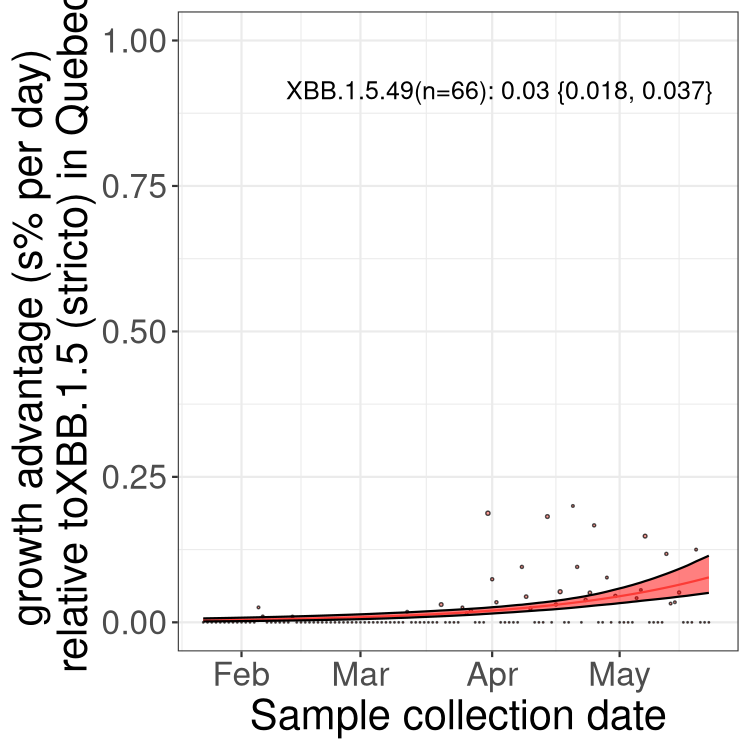 growth advantage (s% per day)
relative toXBB.1.5 (stricto) in Quebec
1.00
0.75
0.50
0.25
0.00
XBB.1.5.49(n=66): 0.03 {0.018, 0.037}
Feb Mar Apr May
Sample collection date